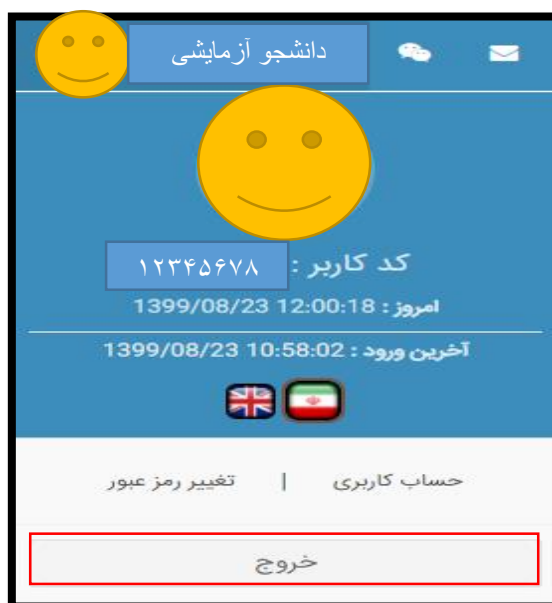 دانشجو آزمایشی
کد کاربر : ۱۲۳۴۵۶۷۸
امروز : 1399/08/23 12:00:18
آخرین ورود : 1399/08/23 10:58:02
حساب کاربری | تغییر رمز عبور
خروج